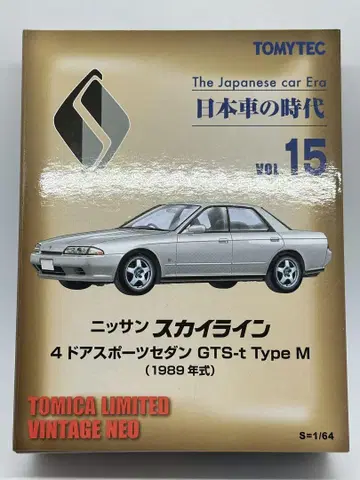 TOMYTEC
The Japanese car Era
日本車の時代
VOL 15
ニッサン スカイライン
4ドアスポーツセダン GTS-t Type M
(1989年式)
TOMICA LIMITED
VINTAGE NEO
S=1/64